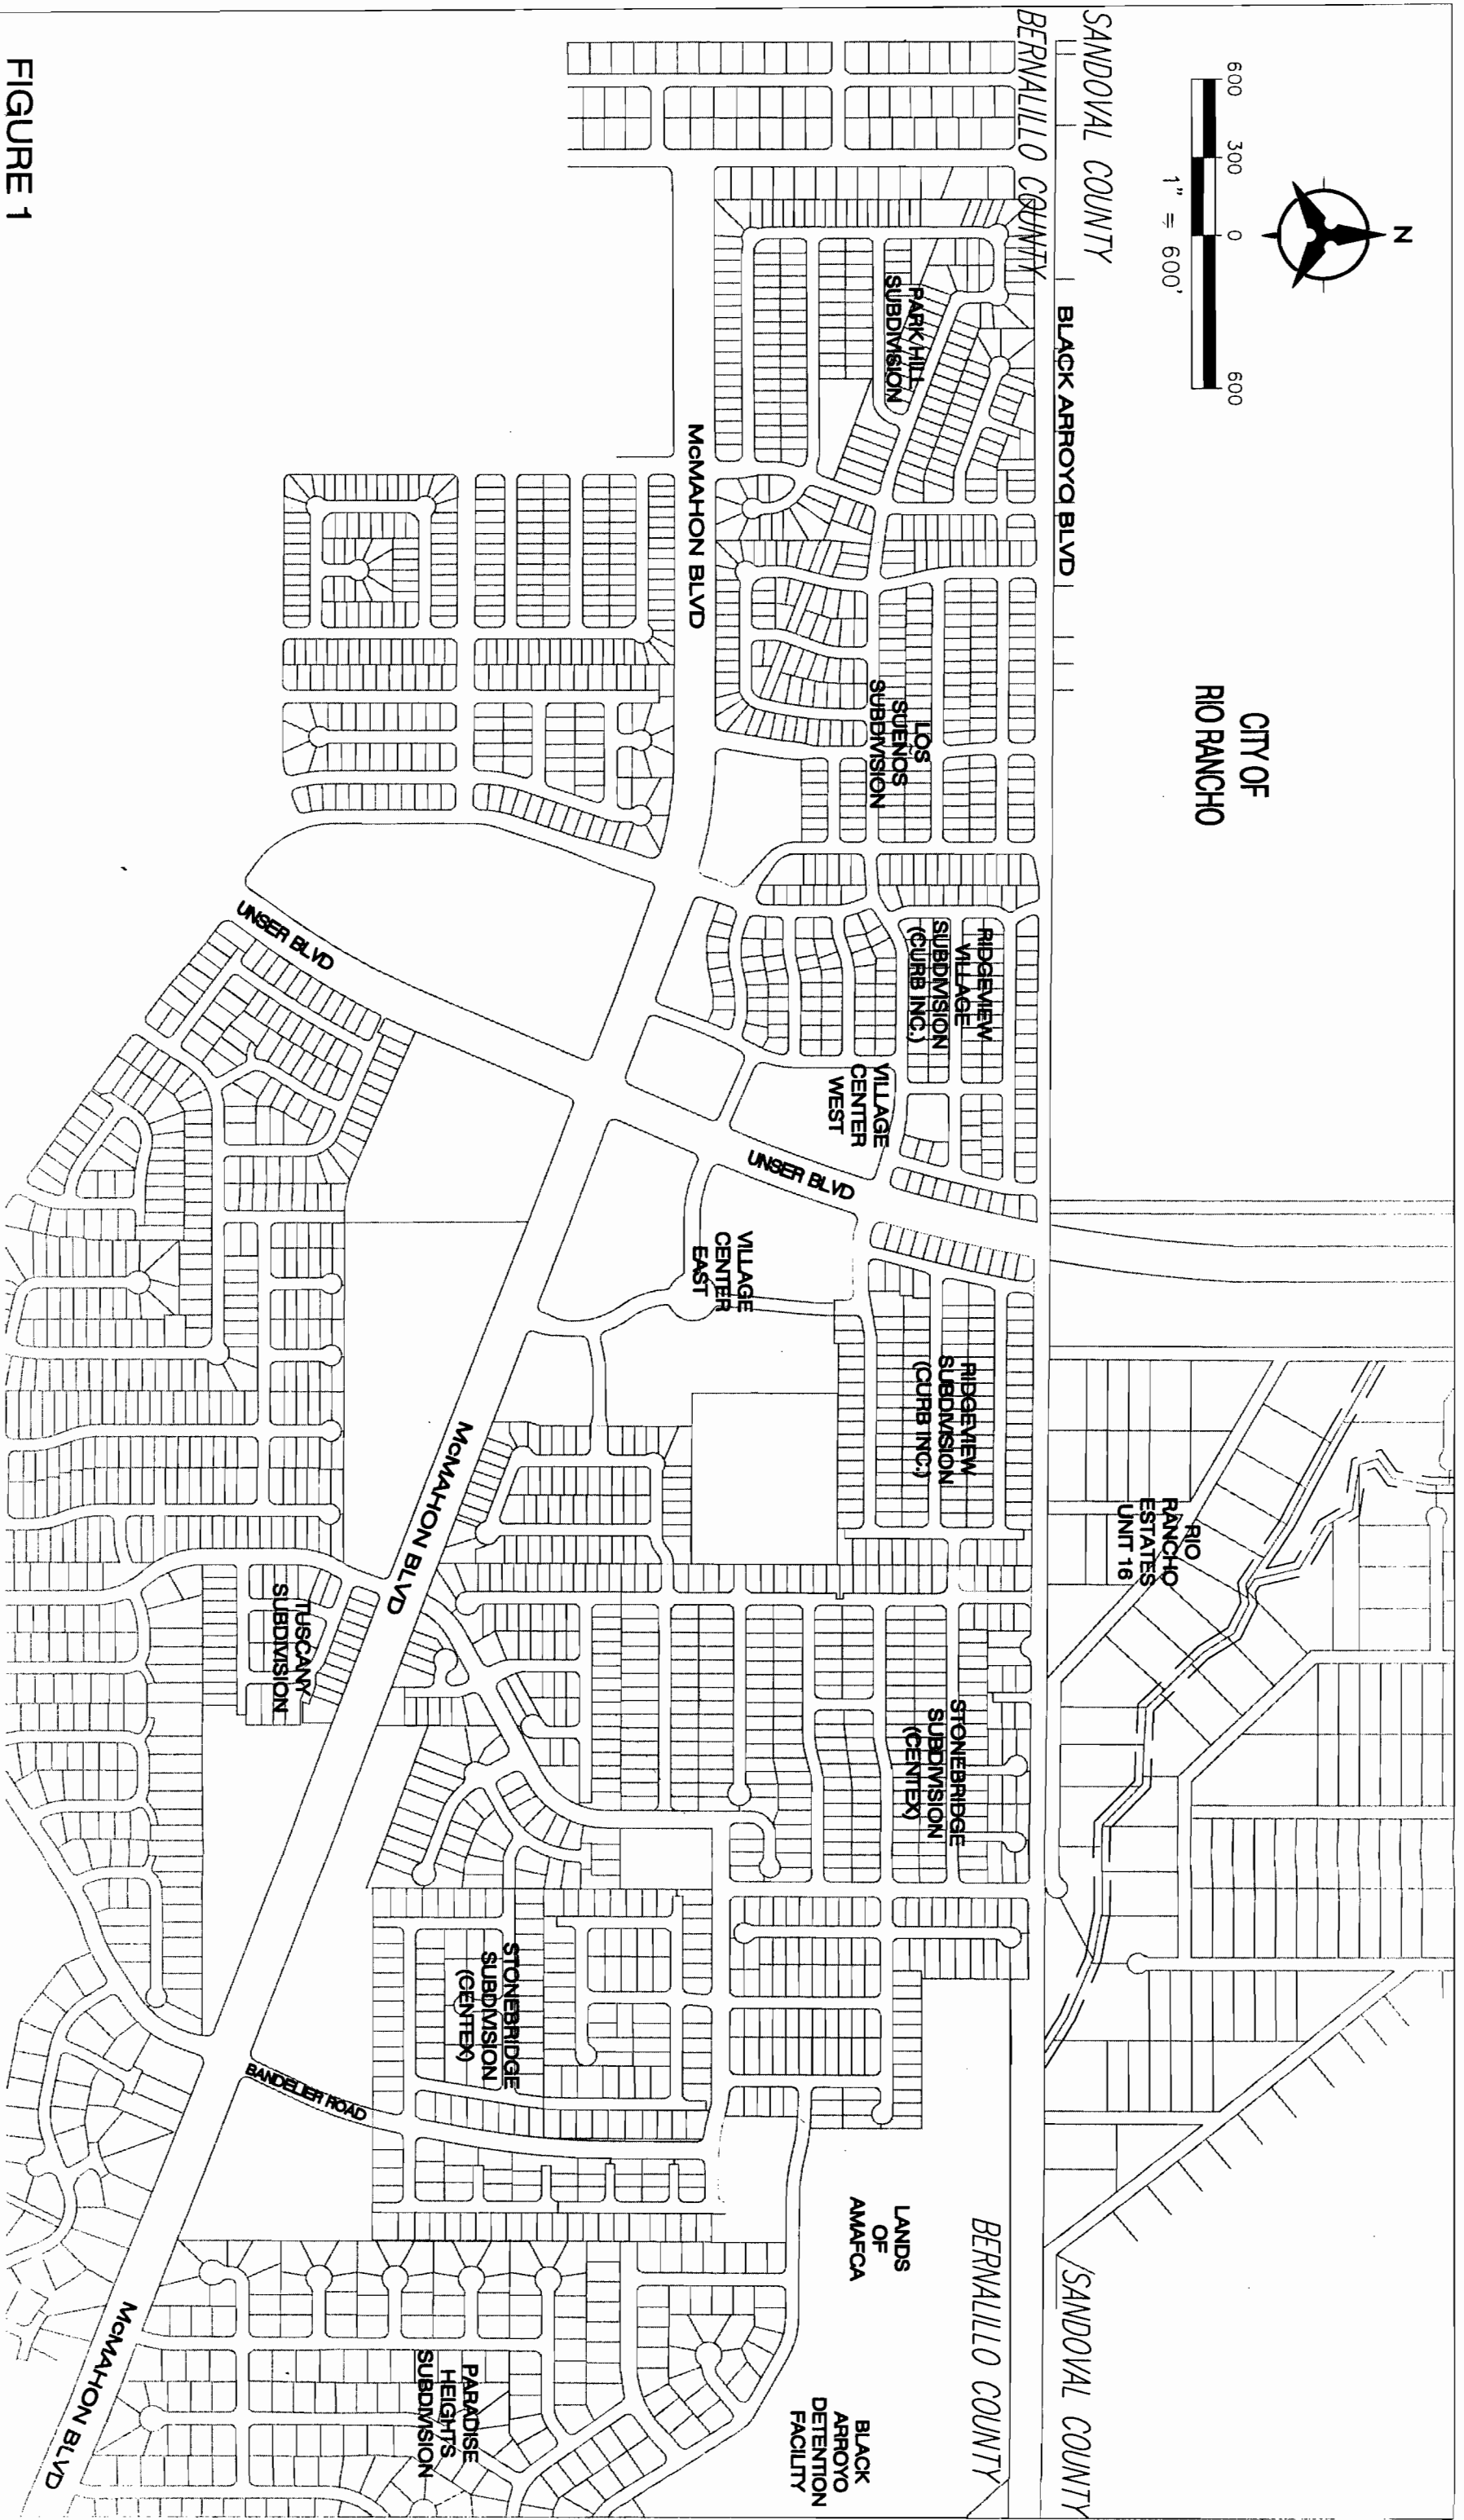 SANDOVAL COUNTY
BERNALILLO COUNTY
N
600
300
0
600
1" = 600'
BLACK ARROYO BLVD
CITY OF
RIO RANCHO
PARK HILL
SUBDIVISION
McMAHON BLVD
LOS
SUENOS
SUBDIVISION
RIDGEVIEW
VILLAGE
SUBDIVISION
(CURB INC.)
VILLAGE
CENTER
WEST
UNSER BLVD
UNSER BLVD
VILLAGE
CENTER
EAST
RIDGEVIEW
SUBDIVISION
(CURB INC.)
RIO
RANCHO
ESTATES
UNIT 16
McMAHON BLVD
TUSCANY
SUBDIVISION
STONEBRIDGE
SUBDIVISION
(CENTEX)
STONEBRIDGE
SUBDIVISION
(CENTEX)
BANDELIER ROAD
LANDS
OF
AMAFCA
BERNALILLO COUNTY
SANDOVAL COUNTY
PARADISE
HEIGHTS
SUBDIVISION
BLACK
ARROYO
DETENTION
FACILITY
McMAHON BLVD
FIGURE 1